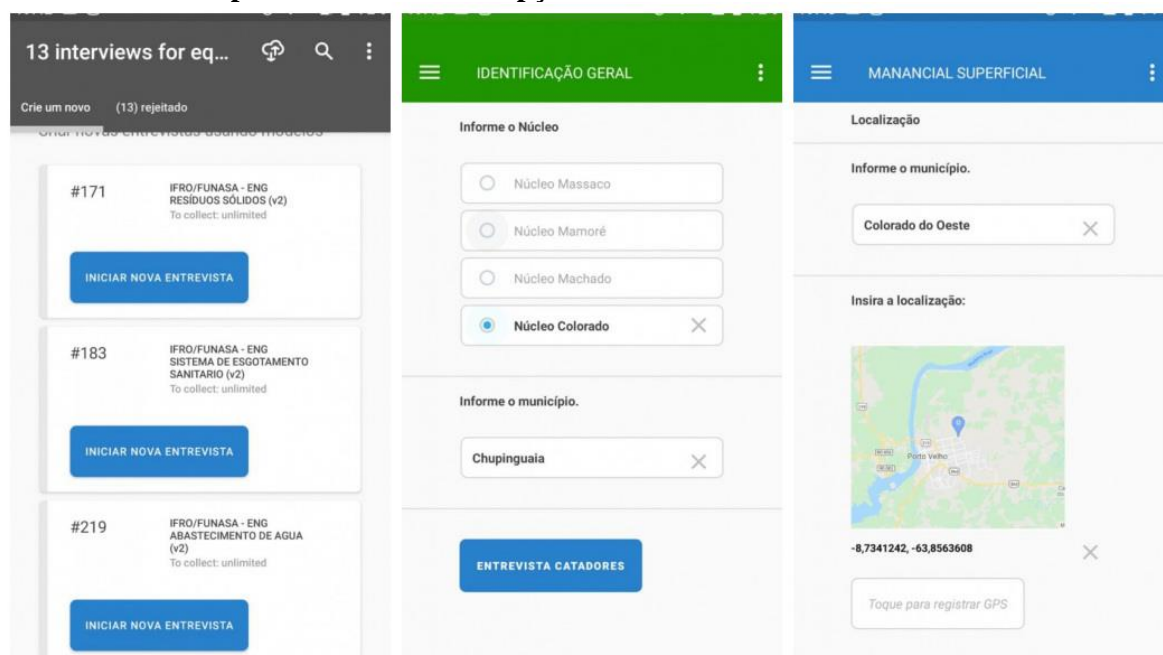 13 interviews for eq...
Crie um novo (13) rejeitado
#171
IFRO/FUNASA - ENG
RESÍDUOS SÓLIDOS (v2)
To collect: unlimited
INICIAR NOVA ENTREVISTA
#183
IFRO/FUNASA - ENG
SISTEMA DE ESGOTAMENTO
SANITARIO (v2)
To collect: unlimited
INICIAR NOVA ENTREVISTA
#219
IFRO/FUNASA - ENG
ABASTECIMENTO DE AGUA
(v2)
To collect: unlimited
INICIAR NOVA ENTREVISTA
IDENTIFICAÇÃO GERAL
Informe o Núcleo
Núcleo Massaco
Núcleo Mamoré
Núcleo Machado
Núcleo Colorado
Informe o município.
Chupinguaia
ENTREVISTA CATADORES
MANANCIAL SUPERFICIAL
Localização
Informe o município.
Colorado do Oeste
Insira a localização:
Porto Velho
-8,7341242, -63,8563608
Toque para registrar GPS